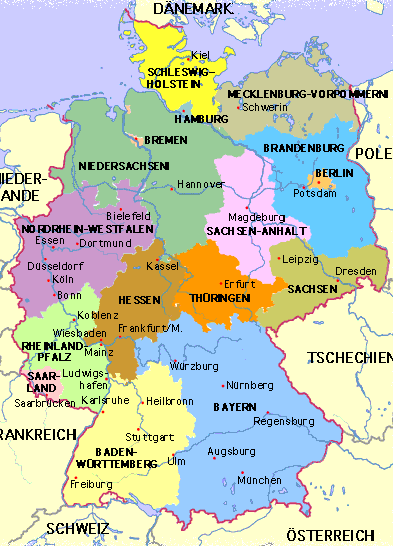 DÄNEMARK
Kiel
SCHLESWIG-
HOLSTEIN
MECKLENBURG-VORPOMMERN
Schwerin
HAMBURG
BREMEN
BRANDENBURG
POLE
NIEDERSACHSEN
BERLIN
NIEDER-
LANDE
Hannover
Potsdam
Bielefeld
Magdeburg
NORDRHEIN-WESTFALEN
SACHSEN-ANHALT
Essen
Dortmund
Düsseldorf
Kassel
Leipzig
Köln
Dresden
Bonn
Erfurt
HESSEN
THÜRINGEN
SACHSEN
Koblenz
Wiesbaden
Frankfurt/M.
RHEINLAND-
PFALZ
Mainz
TSCHECHIEN
SAAR-
LAND
Ludwigs-
hafen
Würzburg
Nürnberg
Saarbrücken
Karlsruhe
Heilbronn
BAYERN
Regensburg
FRANKREICH
Stuttgart
BADEN-
WÜRTTEMBERG
Ulm
Augsburg
Freiburg
München
SCHWEIZ
ÖSTERREICH